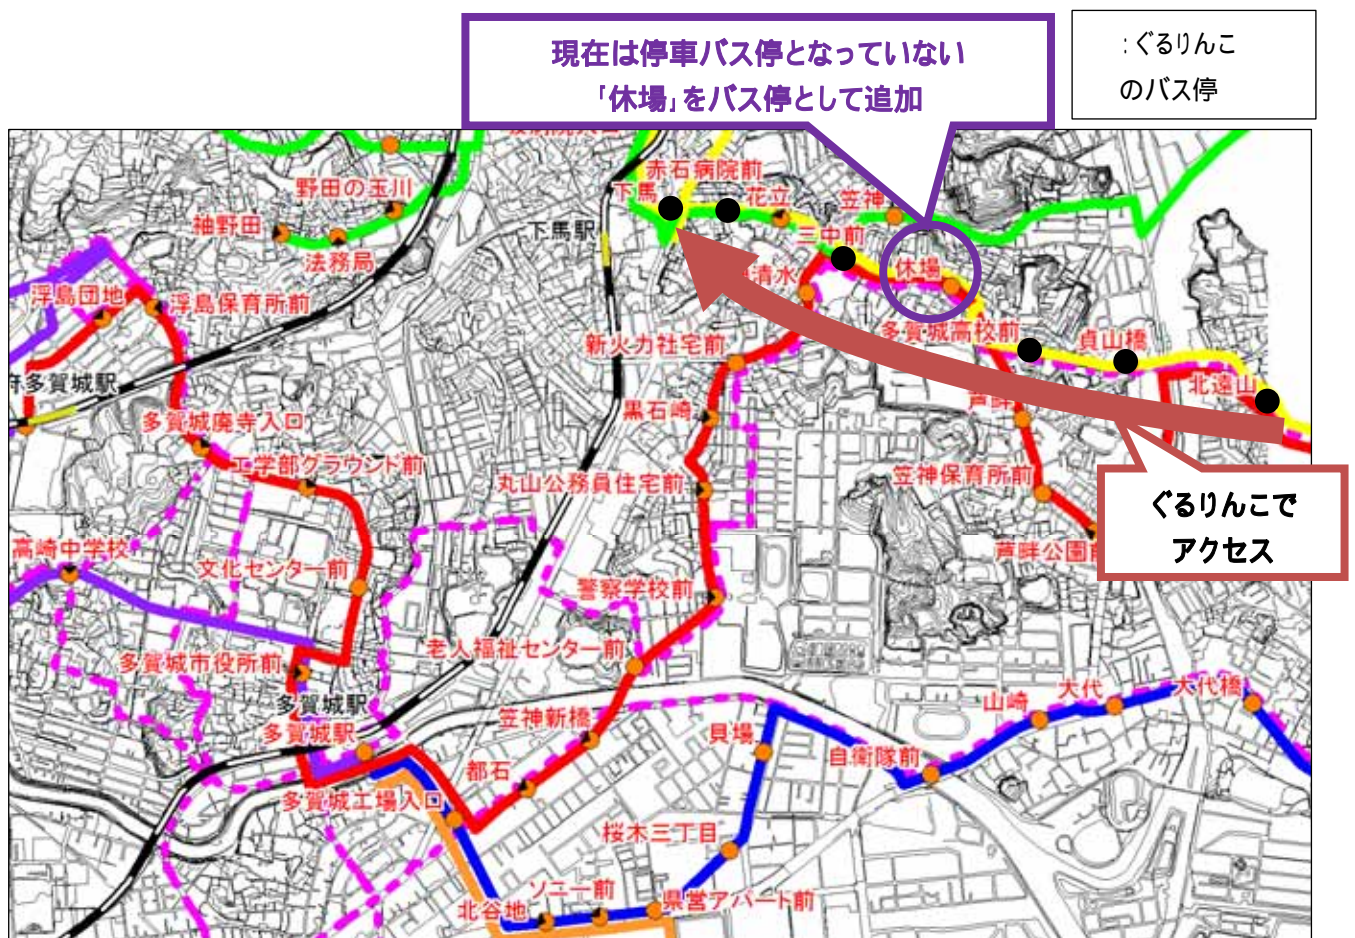 現在は停車バス停となっていない
「休場」をバス停として追加
:ぐるりんこ
のバス停
赤石病院前
野田の玉川
下馬
花立
笠神
袖野田
下馬駅
三中前
法務局
清水
休場
浮島団地
浮島保育所前
多賀城高校前
貞山橋
新火力社宅前
多賀城駅
北遠山
黒石崎
多賀城廃寺入口
工学部グラウンド前
笠神保育所前
丸山公務員住宅前
ぐるりんこで
アクセス
高崎中学校
文化センター前
警察学校前
老人福祉センター前
多賀城市役所前
大代
大代橋
多賀城駅
山崎
笠神新橋
多賀城駅
貝場
自衛隊前
都石
多賀城工場入口
桜木三丁目
ソニー前
県営アパート前
北谷地